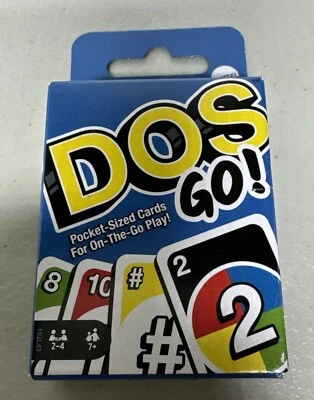 DOS
GO!
Pocket-Sized Cards
For On-The-Go Play!
8
10
#
#
2
2
2-4
7+